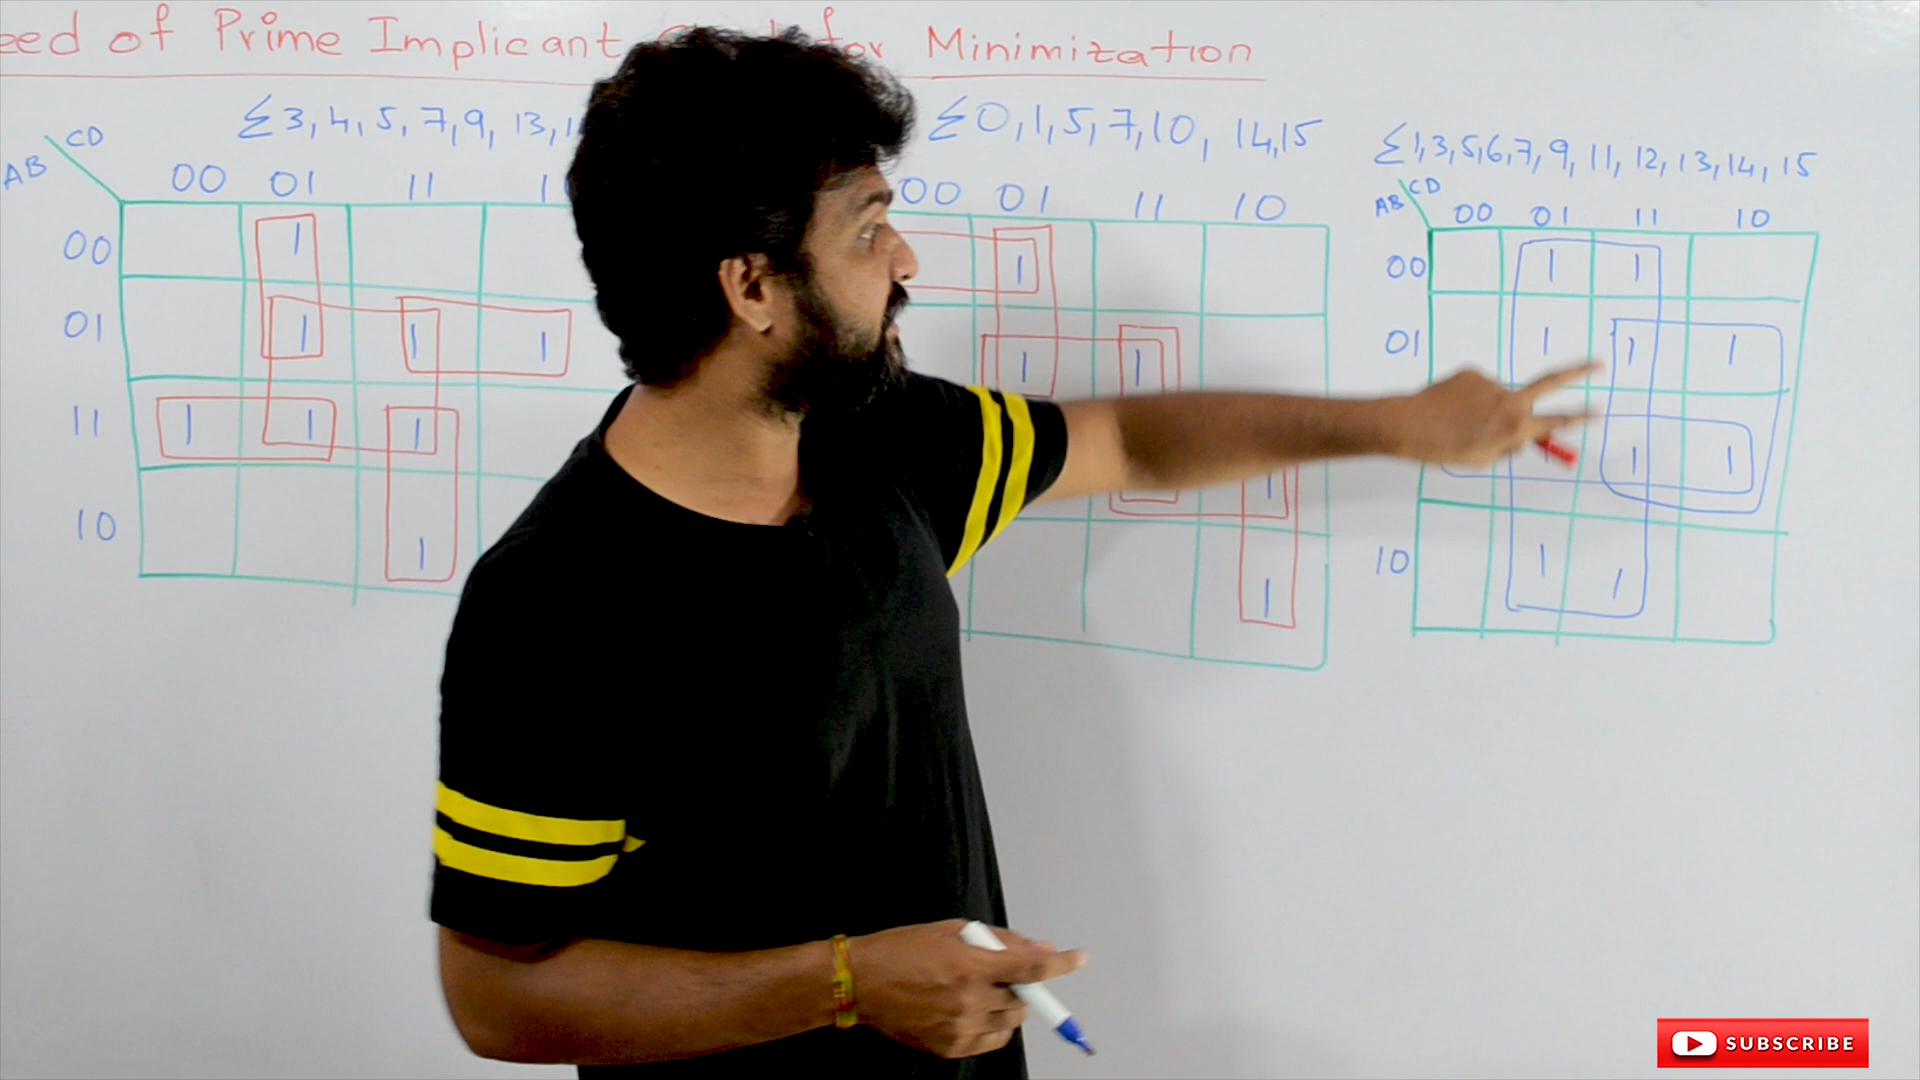 eed of Prime Implicant for Minimization
Σ3,4,5,7,9,13,1
CD
AB
00 01 11 1
00 1
01 1 1 1
11 1 1 1
10 1
Σ0,1,5,7,10, 14,15
00 01 11 10
1
1 1
1
1
Σ1,3,5,6,7,9,11,12,13,14,15
CD
AB
00 01 11 10
00 1 1
01 1 1 1
1 1
10 1 1
SUBSCRIBE